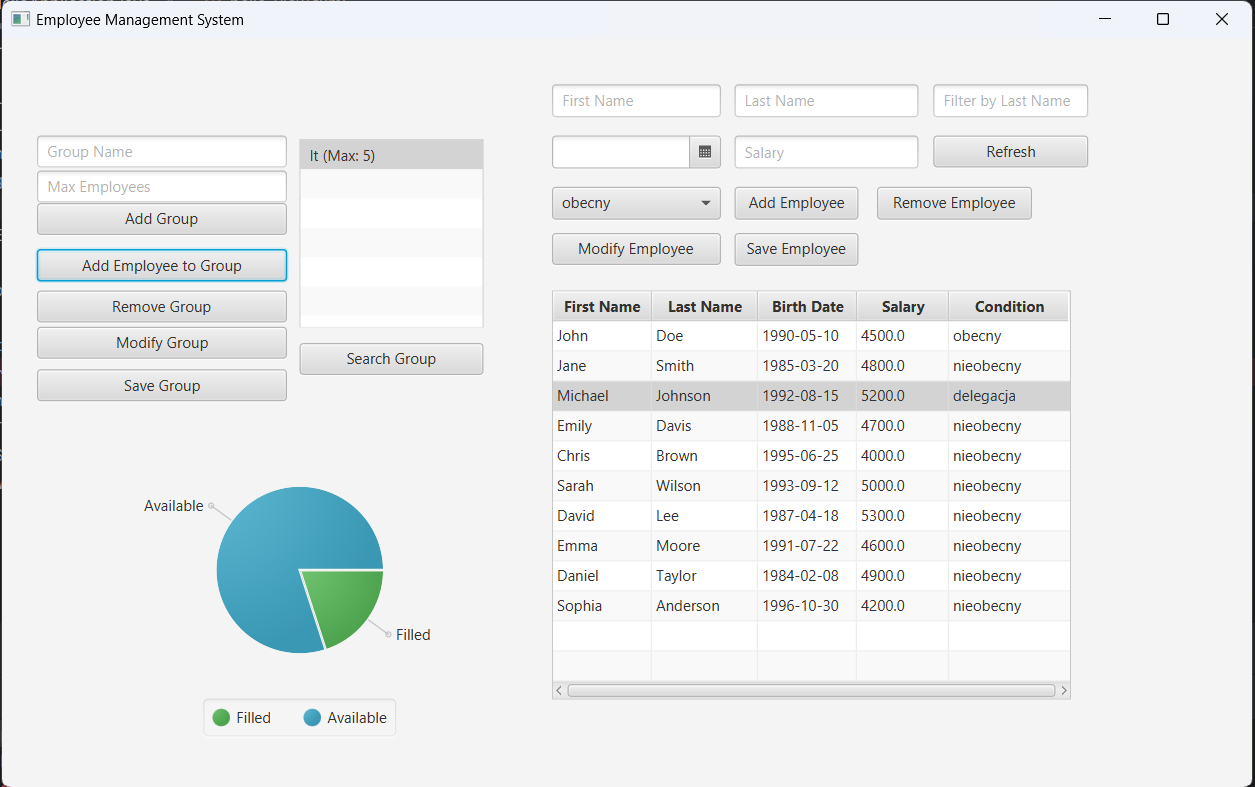 Employee Management System
First Name
Last Name
Filter by Last Name
Salary
Refresh
obecny
Add Employee
Remove Employee
Modify Employee
Save Employee
Group Name
Max Employees
Add Group
Add Employee to Group
Remove Group
Modify Group
Save Group
It (Max: 5)
Search Group
First Name Last Name Birth Date Salary Condition
John Doe 1990-05-10 4500.0 obecny
Jane Smith 1985-03-20 4800.0 nieobecny
Michael Johnson 1992-08-15 5200.0 delegacja
Emily Davis 1988-11-05 4700.0 nieobecny
Chris Brown 1995-06-25 4000.0 nieobecny
Sarah Wilson 1993-09-12 5000.0 nieobecny
David Lee 1987-04-18 5300.0 nieobecny
Emma Moore 1991-07-22 4600.0 nieobecny
Daniel Taylor 1984-02-08 4900.0 nieobecny
Sophia Anderson 1996-10-30 4200.0 nieobecny
Available
Filled
Filled Available